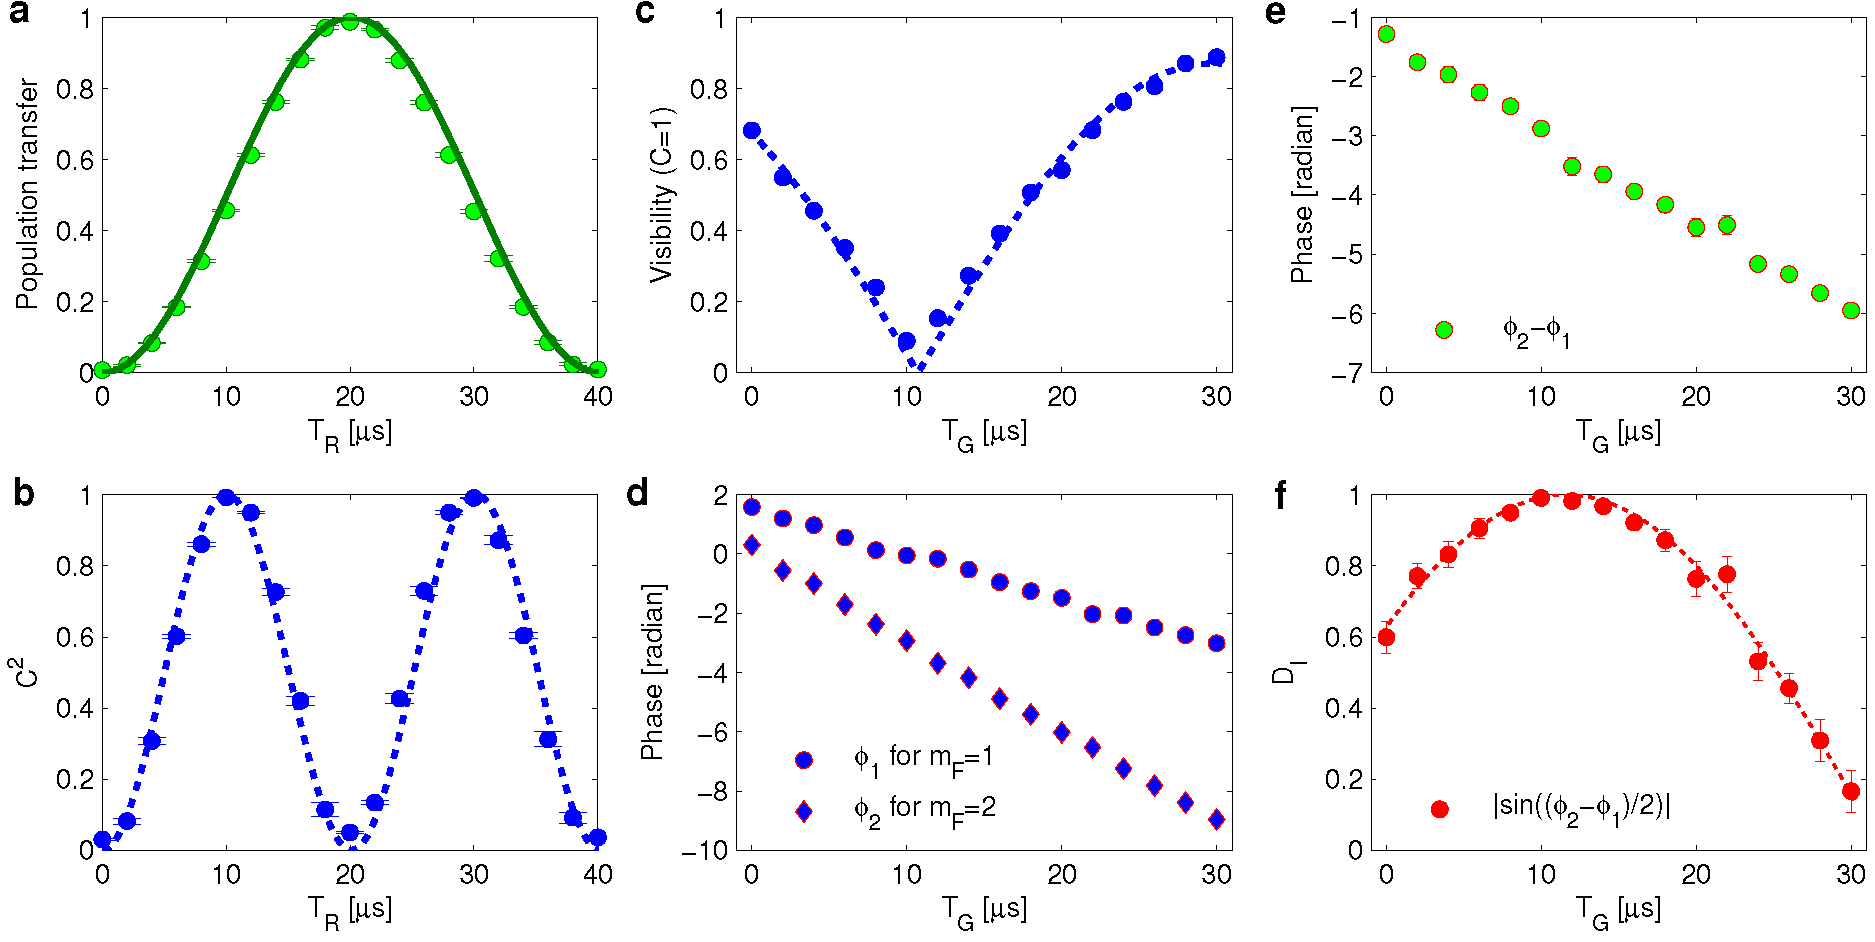 a
Population transfer
1
0.8
0.6
0.4
0.2
0
0 10 20 30 40
T_R [μs]
c
Visibility (C=1)
1
0.8
0.6
0.4
0.2
0
0 10 20 30
T_G [μs]
e
Phase [radian]
−1
−2
−3
−4
−5
−6
−7
ϕ_2−ϕ_1
0 10 20 30
T_G [μs]
b
C^2
1
0.8
0.6
0.4
0.2
0
0 10 20 30 40
T_R [μs]
d
Phase [radian]
2
0
−2
−4
−6
−8
−10
ϕ_1 for m_F=1
ϕ_2 for m_F=2
0 10 20 30
T_G [μs]
f
D_I
1
0.8
0.6
0.4
0.2
0
|sin((ϕ_2−ϕ_1)/2)|
0 10 20 30
T_G [μs]